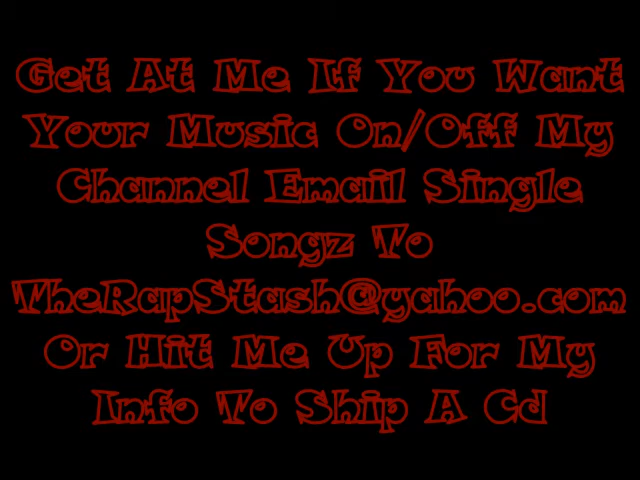 Get At Me If You Want
Your Music On/Off My
Channel Email Single
Songz To
TheRapStash@yahoo.com
Or Hit Me Up For My
Info To Ship A Cd